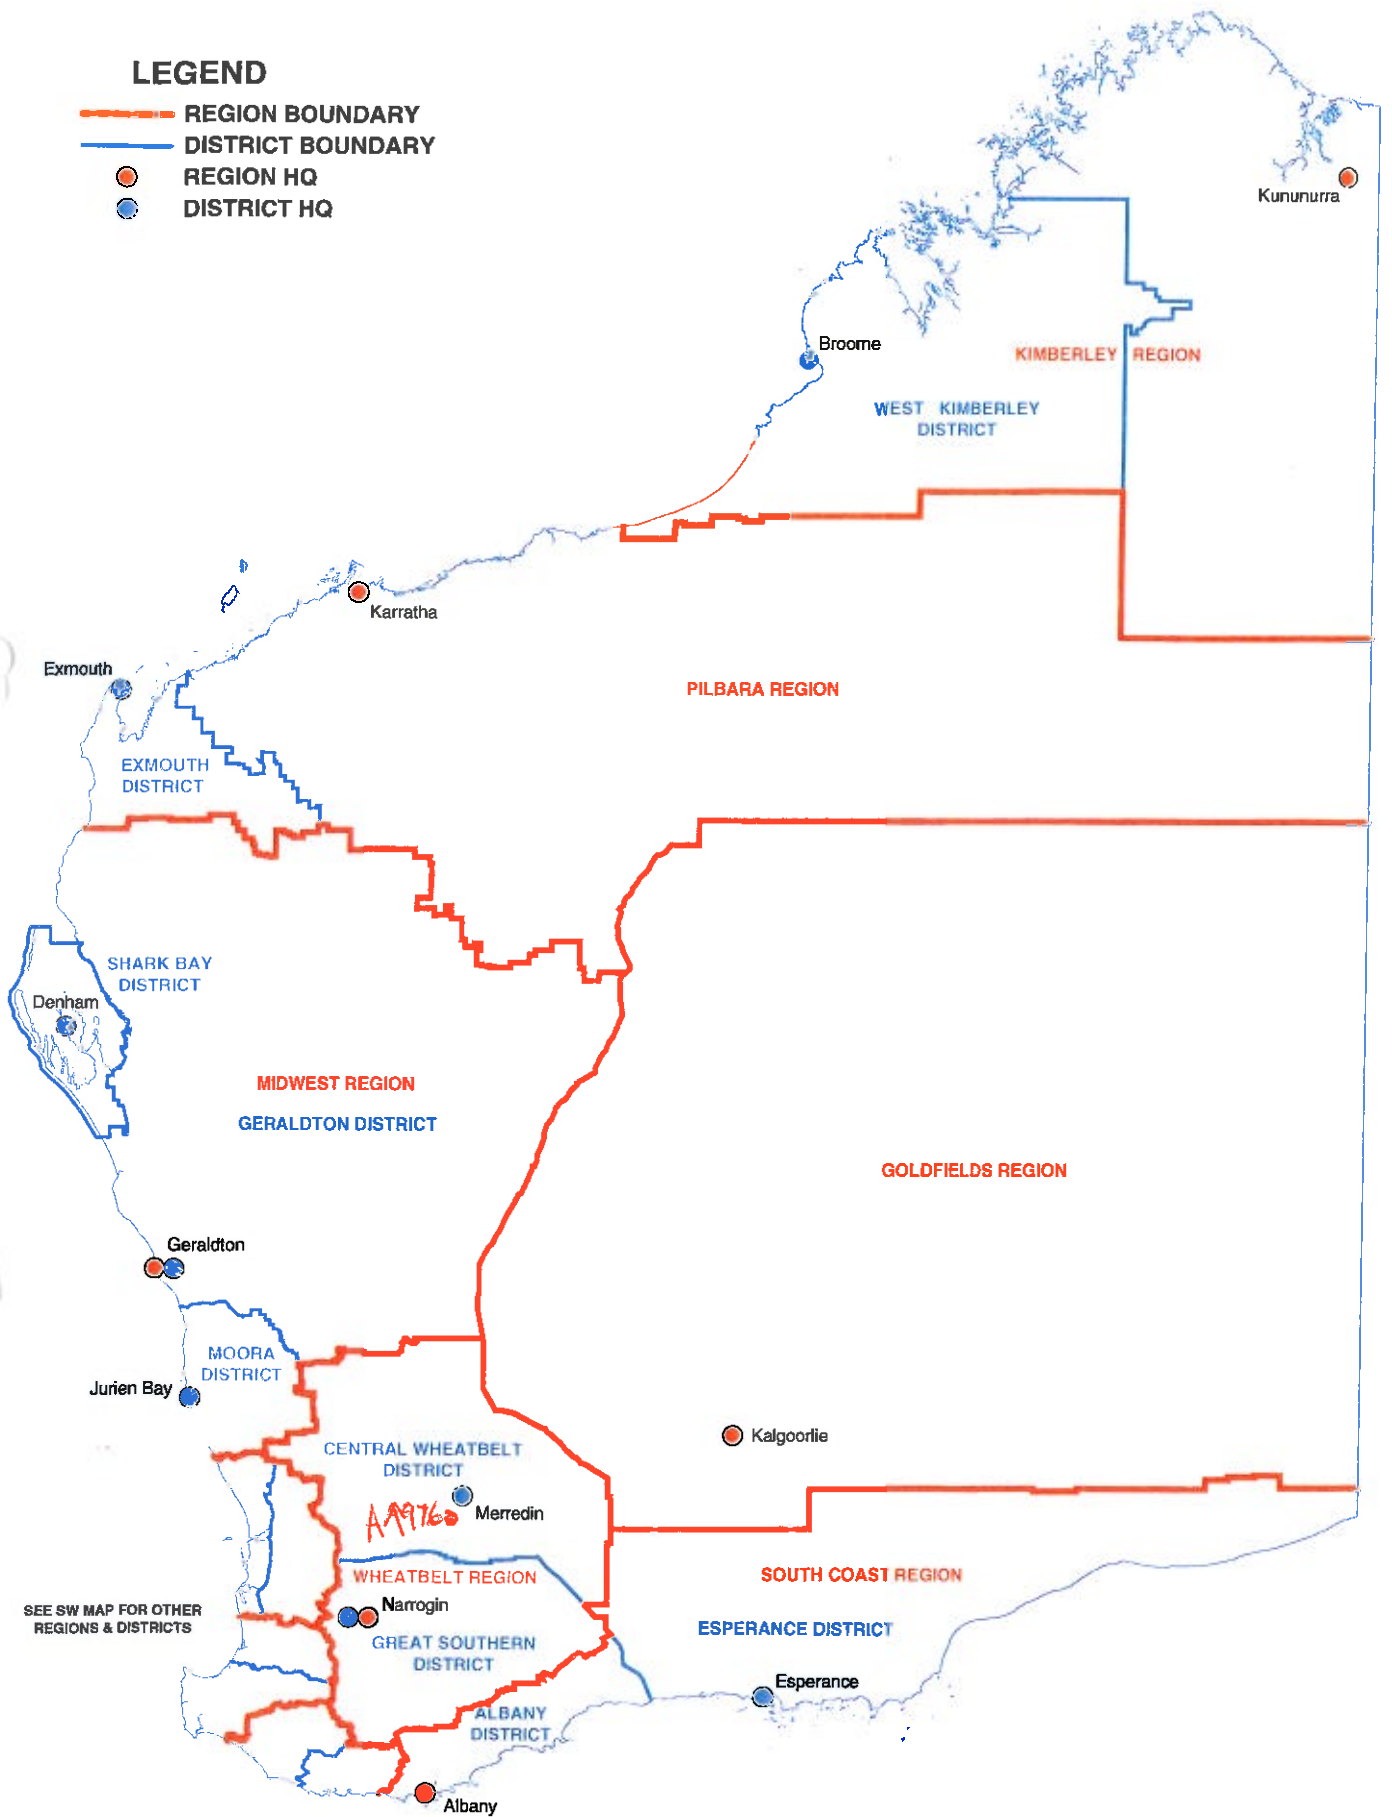 LEGEND
REGION BOUNDARY
DISTRICT BOUNDARY
REGION HQ
DISTRICT HQ
Kununurra
Broome
KIMBERLEY REGION
WEST KIMBERLEY
DISTRICT
Karratha
Exmouth
PILBARA REGION
EXMOUTH
DISTRICT
SHARK BAY
DISTRICT
Denham
MIDWEST REGION
GERALDTON DISTRICT
GOLDFIELDS REGION
Geraldton
MOORA
DISTRICT
Jurien Bay
Kalgoorlie
CENTRAL WHEATBELT
DISTRICT
Merredin
WHEATBELT REGION
SOUTH COAST REGION
Narrogin
SEE SW MAP FOR OTHER
REGIONS & DISTRICTS
ESPERANCE DISTRICT
GREAT SOUTHERN
DISTRICT
Esperance
ALBANY
DISTRICT
Albany